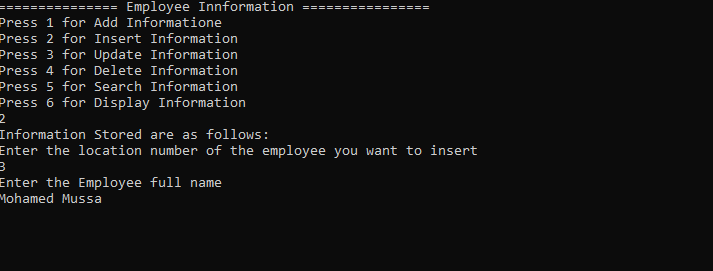 =============== Employee Innformation ================
Press 1 for Add Informatione
Press 2 for Insert Information
Press 3 for Update Information
Press 4 for Delete Information
Press 5 for Search Information
Press 6 for Display Information
2
Information Stored are as follows:
Enter the location number of the employee you want to insert
3
Enter the Employee full name
Mohamed Mussa